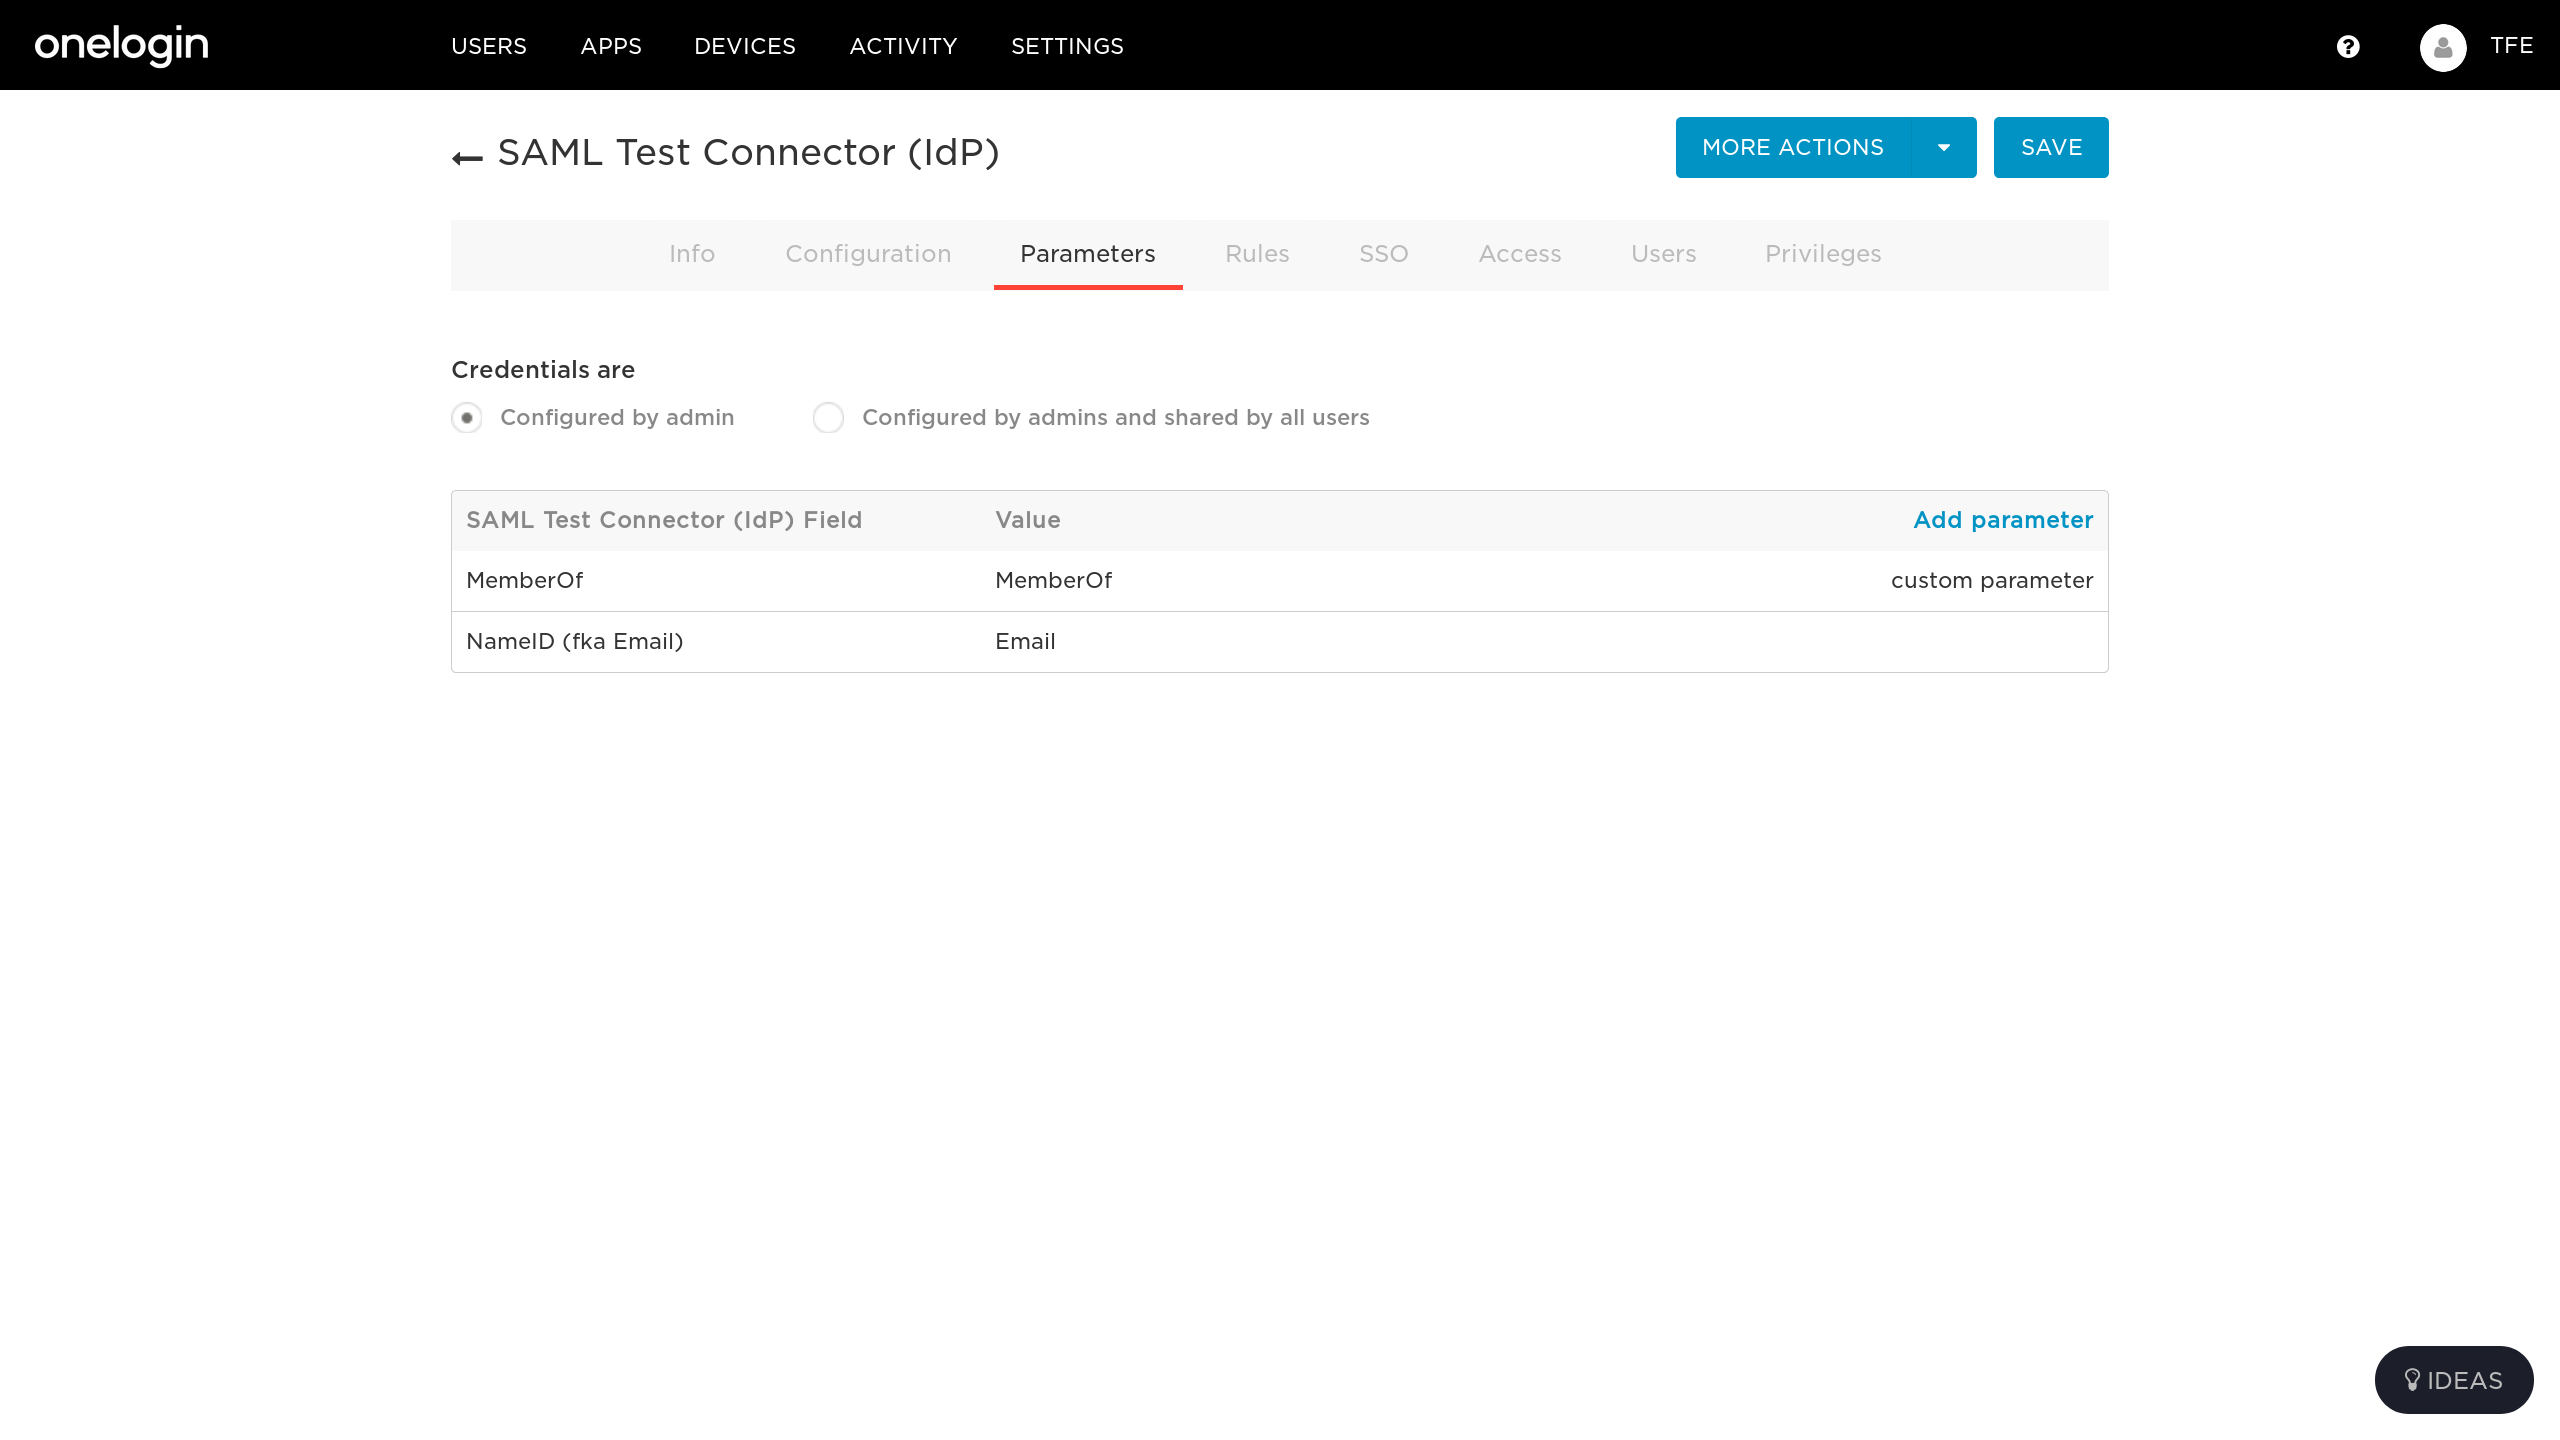 onelogin USERS APPS DEVICES ACTIVITY SETTINGS ? TFE
SAML Test Connector (IdP) MORE ACTIONS SAVE
Info Configuration Parameters Rules SSO Access Users Privileges
Credentials are
Configured by admin Configured by admins and shared by all users
SAML Test Connector (IdP) Field Value Add parameter
MemberOf MemberOf custom parameter
NameID (fka Email) Email
IDEAS